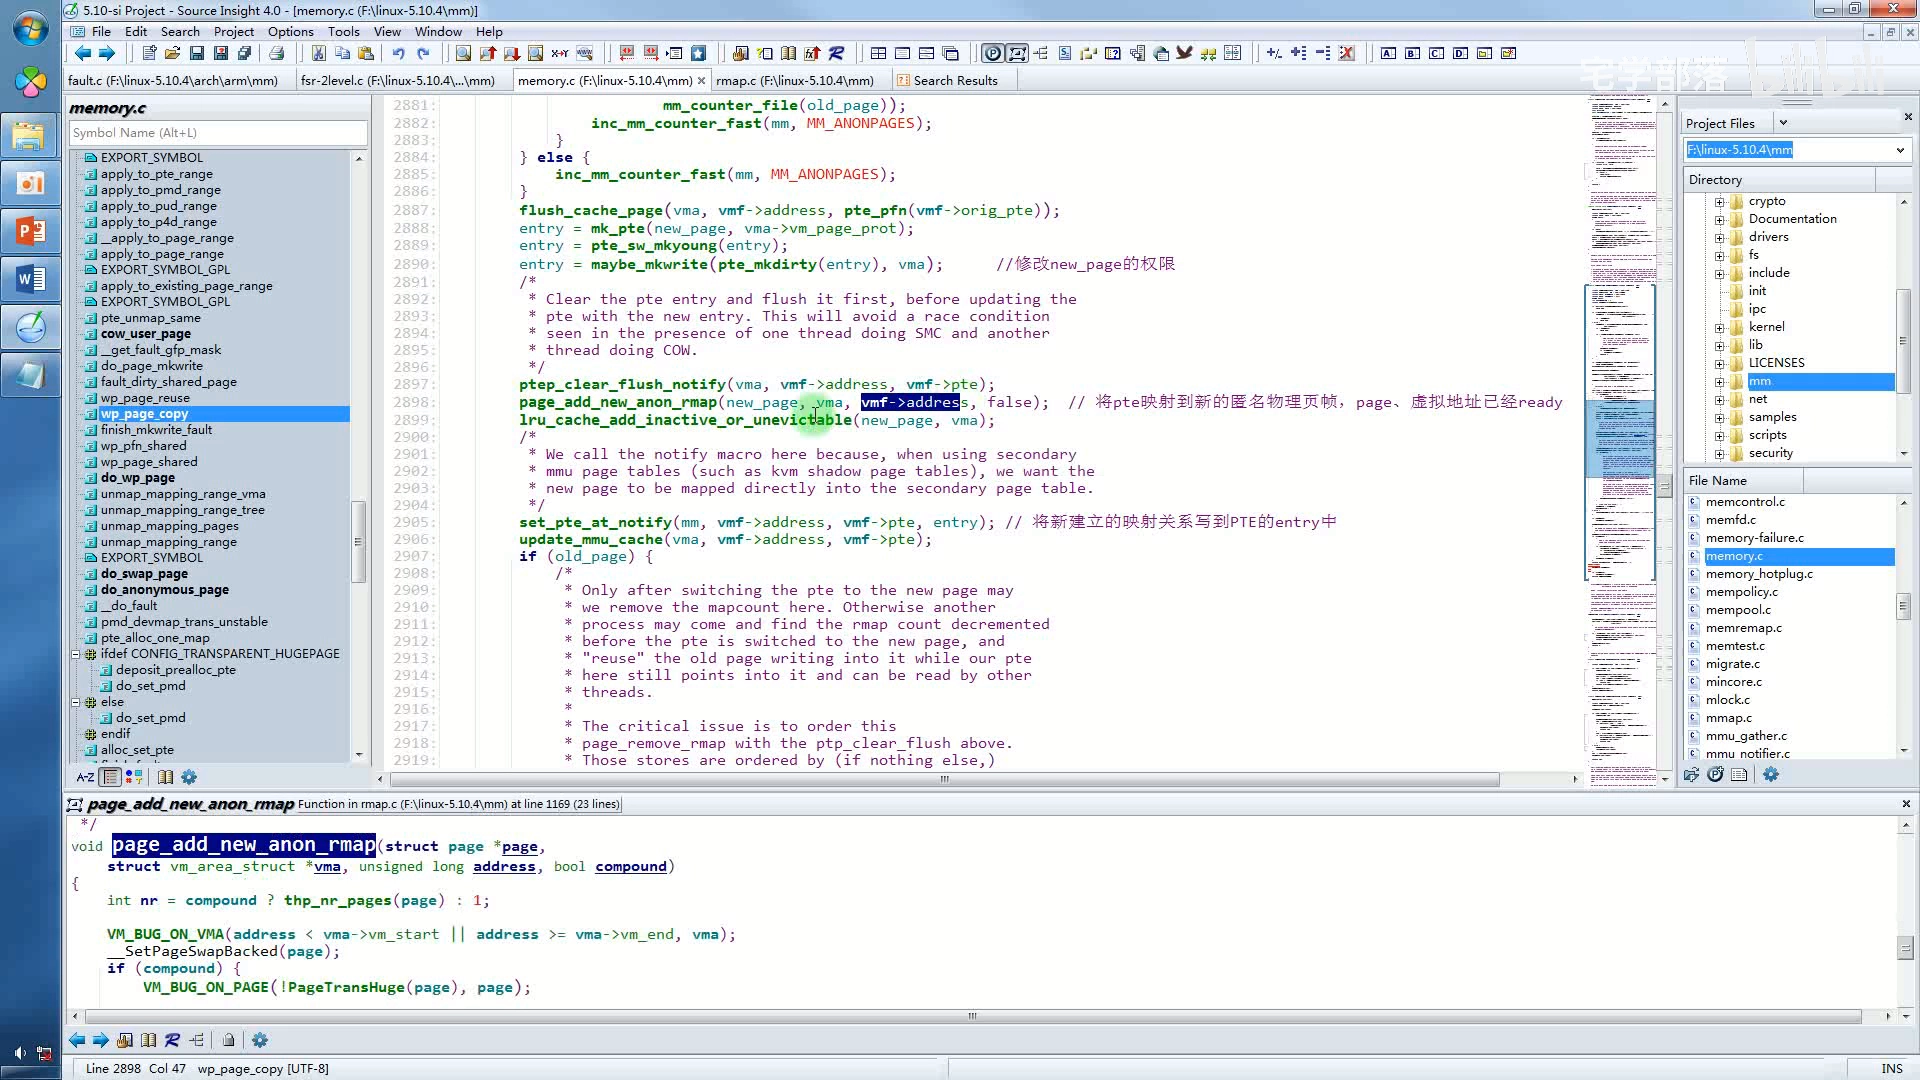 5.10-si Project - Source Insight 4.0 - [memory.c (F:\linux-5.10.4\mm)]
File Edit Search Project Options Tools View Window Help
fault.c (F:\linux-5.10.4\arch\arm\mm)
fsr-2level.c (F:\linux-5.10.4\...\mm)
memory.c (F:\linux-5.10.4\mm)
rmap.c (F:\linux-5.10.4\mm)
Search Results
宅学部落 bilibili
memory.c
Symbol Name (Alt+L)
EXPORT_SYMBOL
apply_to_pte_range
apply_to_pmd_range
apply_to_pud_range
apply_to_p4d_range
__apply_to_page_range
apply_to_page_range
EXPORT_SYMBOL_GPL
apply_to_existing_page_range
EXPORT_SYMBOL_GPL
pte_unmap_same
cow_user_page
__get_fault_gfp_mask
do_page_mkwrite
fault_dirty_shared_page
wp_page_reuse
wp_page_copy
finish_mkwrite_fault
wp_pfn_shared
wp_page_shared
do_wp_page
unmap_mapping_range_vma
unmap_mapping_range_tree
unmap_mapping_pages
unmap_mapping_range
EXPORT_SYMBOL
do_swap_page
do_anonymous_page
__do_fault
pmd_devmap_trans_unstable
pte_alloc_one_map
ifdef CONFIG_TRANSPARENT_HUGEPAGE
deposit_prealloc_pte
do_set_pmd
else
do_set_pmd
endif
alloc_set_pte
A-Z
2881: mm_counter_file(old_page));
2882: inc_mm_counter_fast(mm, MM_ANONPAGES);
2883: }
2884: } else {
2885: inc_mm_counter_fast(mm, MM_ANONPAGES);
2886: }
2887: flush_cache_page(vma, vmf->address, pte_pfn(vmf->orig_pte));
2888: entry = mk_pte(new_page, vma->vm_page_prot);
2889: entry = pte_sw_mkyoung(entry);
2890: entry = maybe_mkwrite(pte_mkdirty(entry), vma); //修改new_page的权限
2891: /*
2892: * Clear the pte entry and flush it first, before updating the
2893: * pte with the new entry. This will avoid a race condition
2894: * seen in the presence of one thread doing SMC and another
2895: * thread doing COW.
2896: */
2897: ptep_clear_flush_notify(vma, vmf->address, vmf->pte);
2898: page_add_new_anon_rmap(new_page, vma, vmf->address, false); // 将pte映射到新的匿名物理页帧，page、虚拟地址已经ready
2899: lru_cache_add_inactive_or_unevictable(new_page, vma);
2900: /*
2901: * We call the notify macro here because, when using secondary
2902: * mmu page tables (such as kvm shadow page tables), we want the
2903: * new page to be mapped directly into the secondary page table.
2904: */
2905: set_pte_at_notify(mm, vmf->address, vmf->pte, entry); // 将新建立的映射关系写到PTE的entry中
2906: update_mmu_cache(vma, vmf->address, vmf->pte);
2907: if (old_page) {
2908: /*
2909: * Only after switching the pte to the new page may
2910: * we remove the mapcount here. Otherwise another
2911: * process may come and find the rmap count decremented
2912: * before the pte is switched to the new page, and
2913: * "reuse" the old page writing into it while our pte
2914: * here still points into it and can be read by other
2915: * threads.
2916: *
2917: * The critical issue is to order this
2918: * page_remove_rmap with the ptp_clear_flush above.
2919: * Those stores are ordered by (if nothing else,)
Project Files
F:\linux-5.10.4\mm
Directory
crypto
Documentation
drivers
fs
include
init
ipc
kernel
lib
LICENSES
mm
net
samples
scripts
security
File Name
memcontrol.c
memfd.c
memory-failure.c
memory.c
memory_hotplug.c
mempolicy.c
mempool.c
memremap.c
memtest.c
migrate.c
mincore.c
mlock.c
mmap.c
mmu_gather.c
mmu_notifier.c
page_add_new_anon_rmap Function in rmap.c (F:\linux-5.10.4\mm) at line 1169 (23 lines)
*/
void page_add_new_anon_rmap(struct page *page,
struct vm_area_struct *vma, unsigned long address, bool compound)
{
int nr = compound ? thp_nr_pages(page) : 1;
VM_BUG_ON_VMA(address < vma->vm_start || address >= vma->vm_end, vma);
__SetPageSwapBacked(page);
if (compound) {
VM_BUG_ON_PAGE(!PageTransHuge(page), page);
Line 2898 Col 47 wp_page_copy [UTF-8]
INS